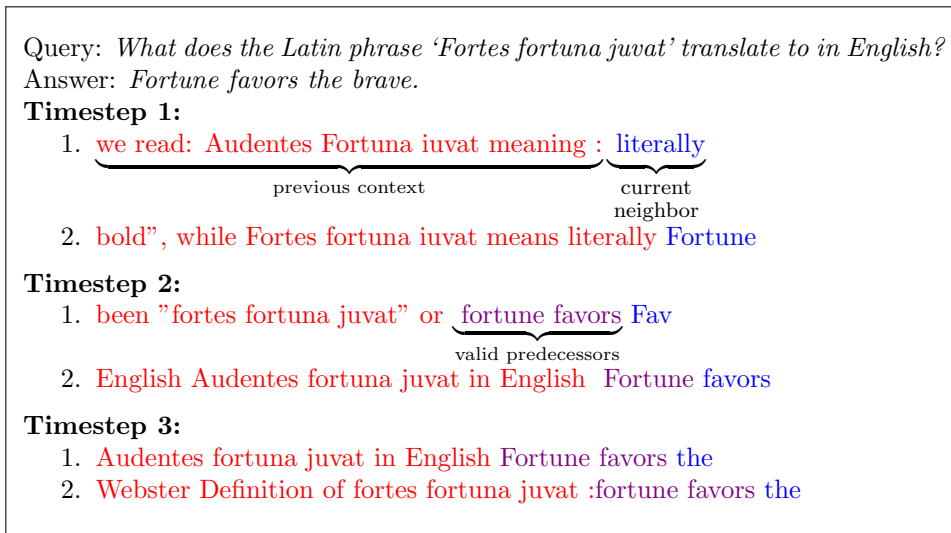 Query: What does the Latin phrase ‘Fortes fortuna juvat’ translate to in English?
Answer: Fortune favors the brave.
Timestep 1:
1. we read: Audentes Fortuna iuvat meaning : literally
previous context
current
neighbor
2. bold”, while Fortes fortuna iuvat means literally Fortune
Timestep 2:
1. been ”fortes fortuna juvat” or fortune favors Fav
valid predecessors
2. English Audentes fortuna juvat in English Fortune favors
Timestep 3:
1. Audentes fortuna juvat in English Fortune favors the
2. Webster Definition of fortes fortuna juvat :fortune favors the